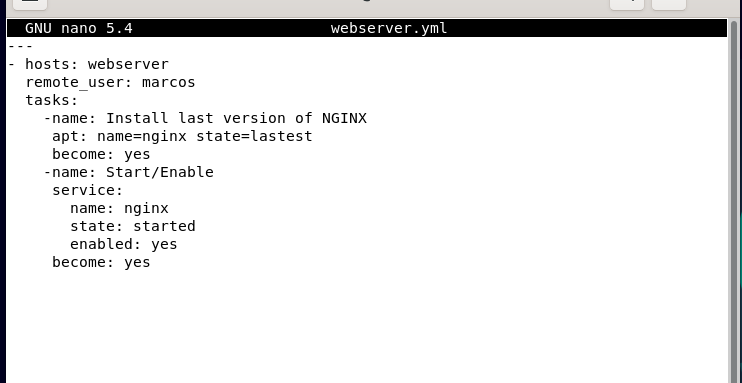 GNU nano 5.4 webserver.yml
---
- hosts: webserver
  remote_user: marcos
  tasks:
    -name: Install last version of NGINX
     apt: name=nginx state=lastest
     become: yes
    -name: Start/Enable
     service:
       name: nginx
       state: started
       enabled: yes
     become: yes